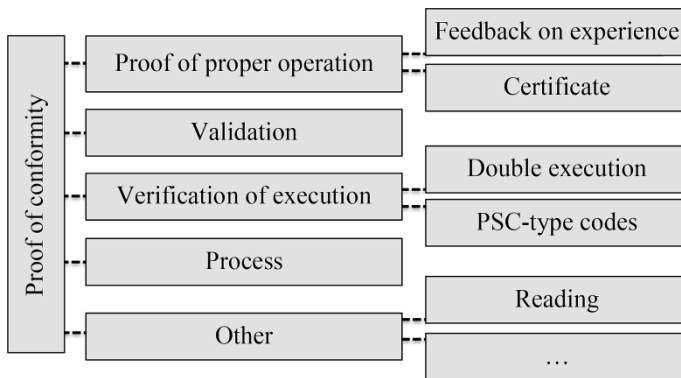 Proof of conformity
Proof of proper operation
Feedback on experience
Certificate
Validation
Verification of execution
Double execution
PSC-type codes
Process
Other
Reading
…